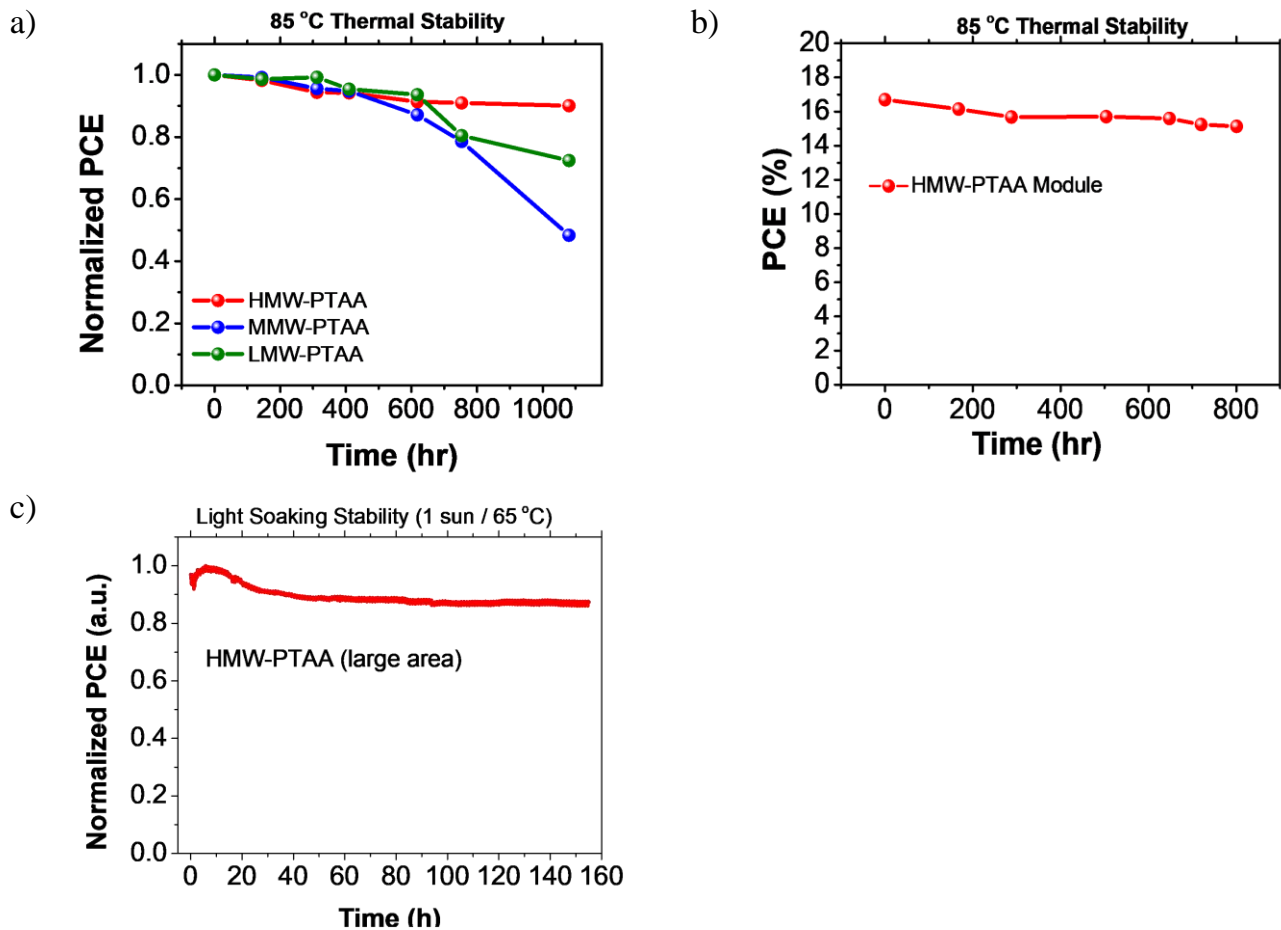 a)
85 °C Thermal Stability
Normalized PCE
1.0
0.8
0.6
0.4
0.2
0.0
HMW-PTAA
MMW-PTAA
LMW-PTAA
0 200 400 600 800 1000
Time (hr)
b)
85 °C Thermal Stability
PCE (%)
20
18
16
14
12
10
8
6
4
2
0
HMW-PTAA Module
0 200 400 600 800
Time (hr)
c)
Light Soaking Stability (1 sun / 65 °C)
Normalized PCE (a.u.)
1.0
0.8
0.6
0.4
0.2
0.0
HMW-PTAA (large area)
0 20 40 60 80 100 120 140 160
Time (h)